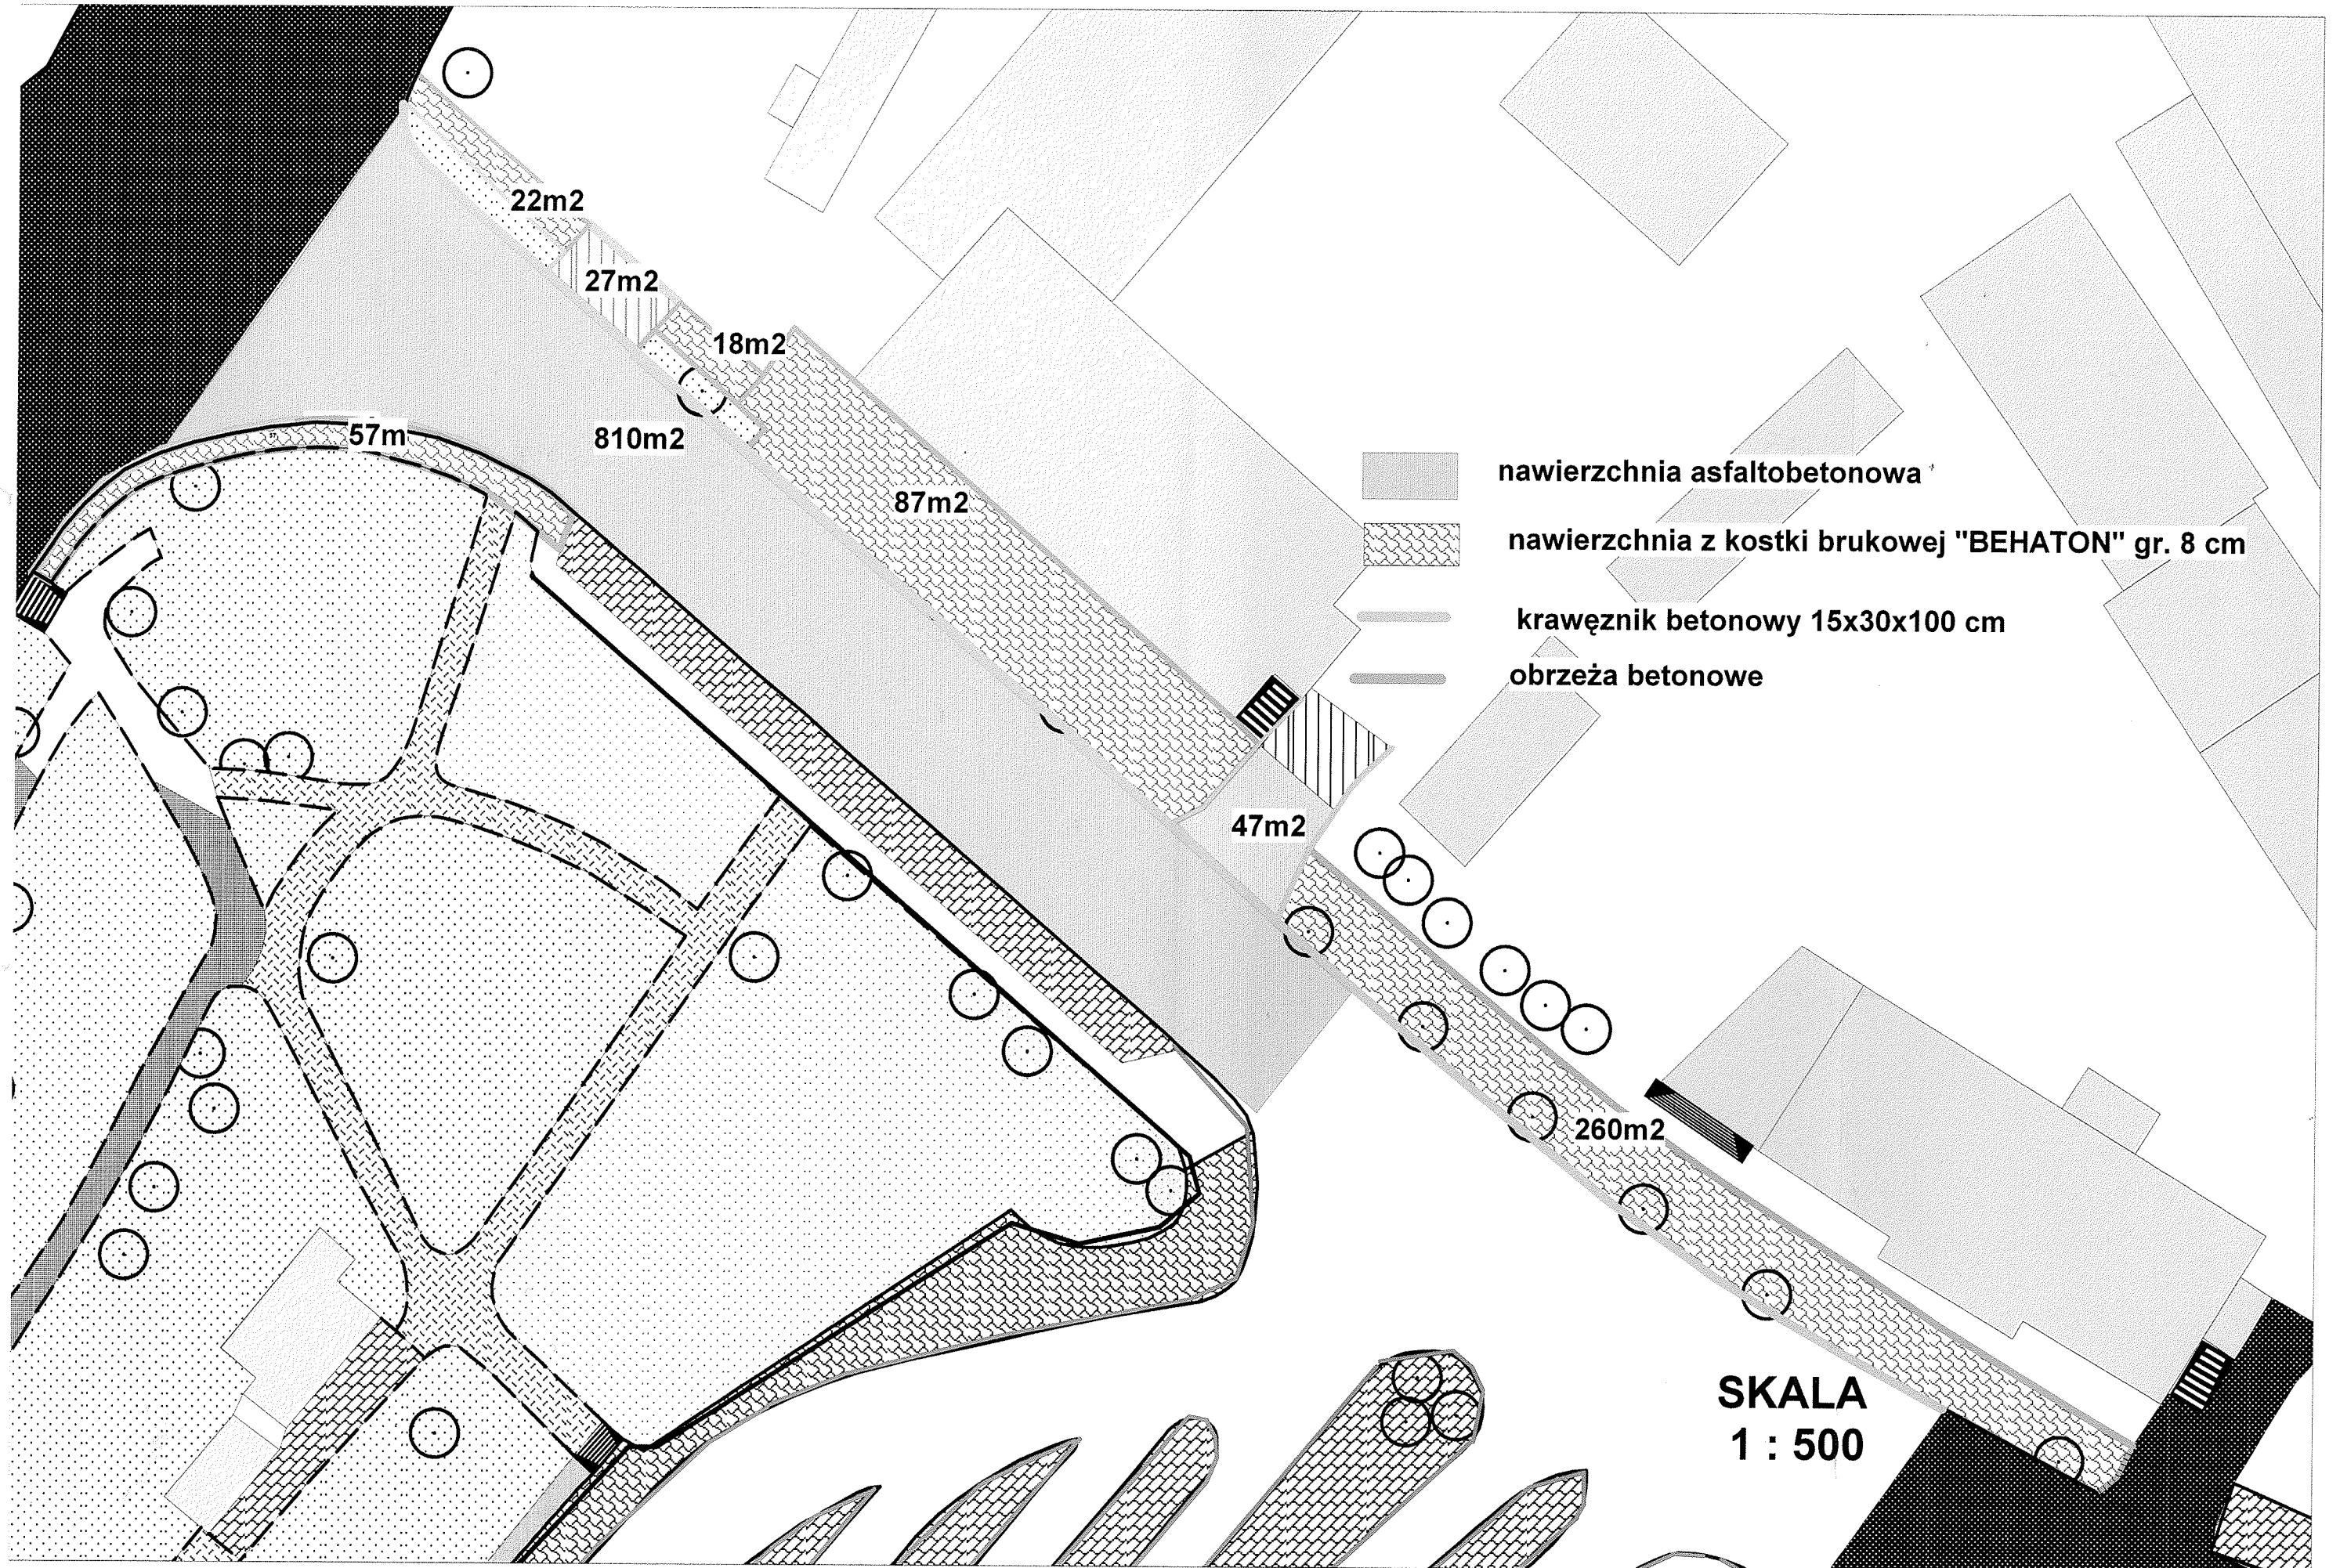 22m2
27m2
18m2
57m
810m2
87m2
nawierzchnia asfaltobetonowa
nawierzchnia z kostki brukowej "BEHATON" gr. 8 cm
krawęznik betonowy 15x30x100 cm
obrzeża betonowe
47m2
260m2
SKALA
1 : 500